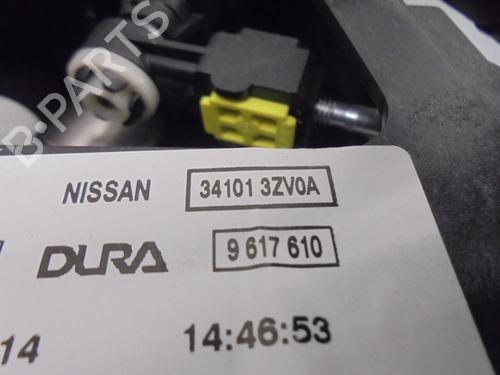 B-PARTS
NISSAN 34101 3ZV0A
DURA 9 617 610
14 14:46:53